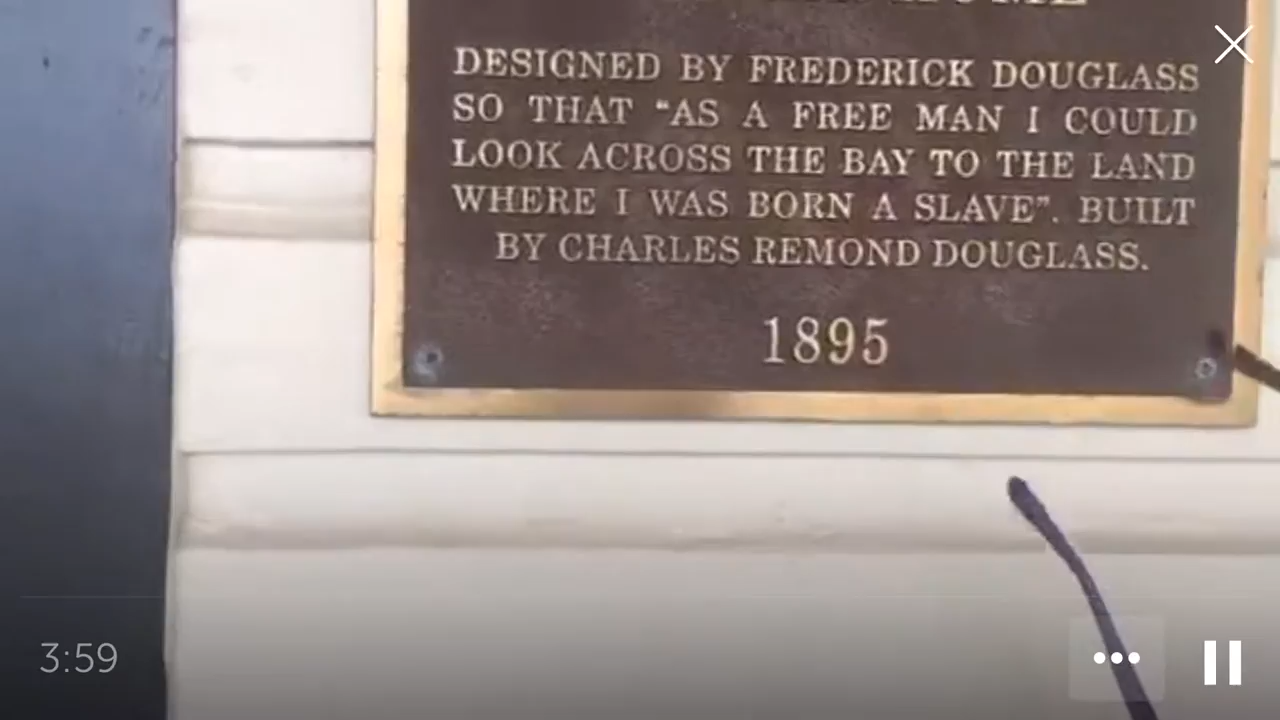 DESIGNED BY FREDERICK DOUGLASS
SO THAT “AS A FREE MAN I COULD
LOOK ACROSS THE BAY TO THE LAND
WHERE I WAS BORN A SLAVE”. BUILT
BY CHARLES REMOND DOUGLASS.
1895
3:59